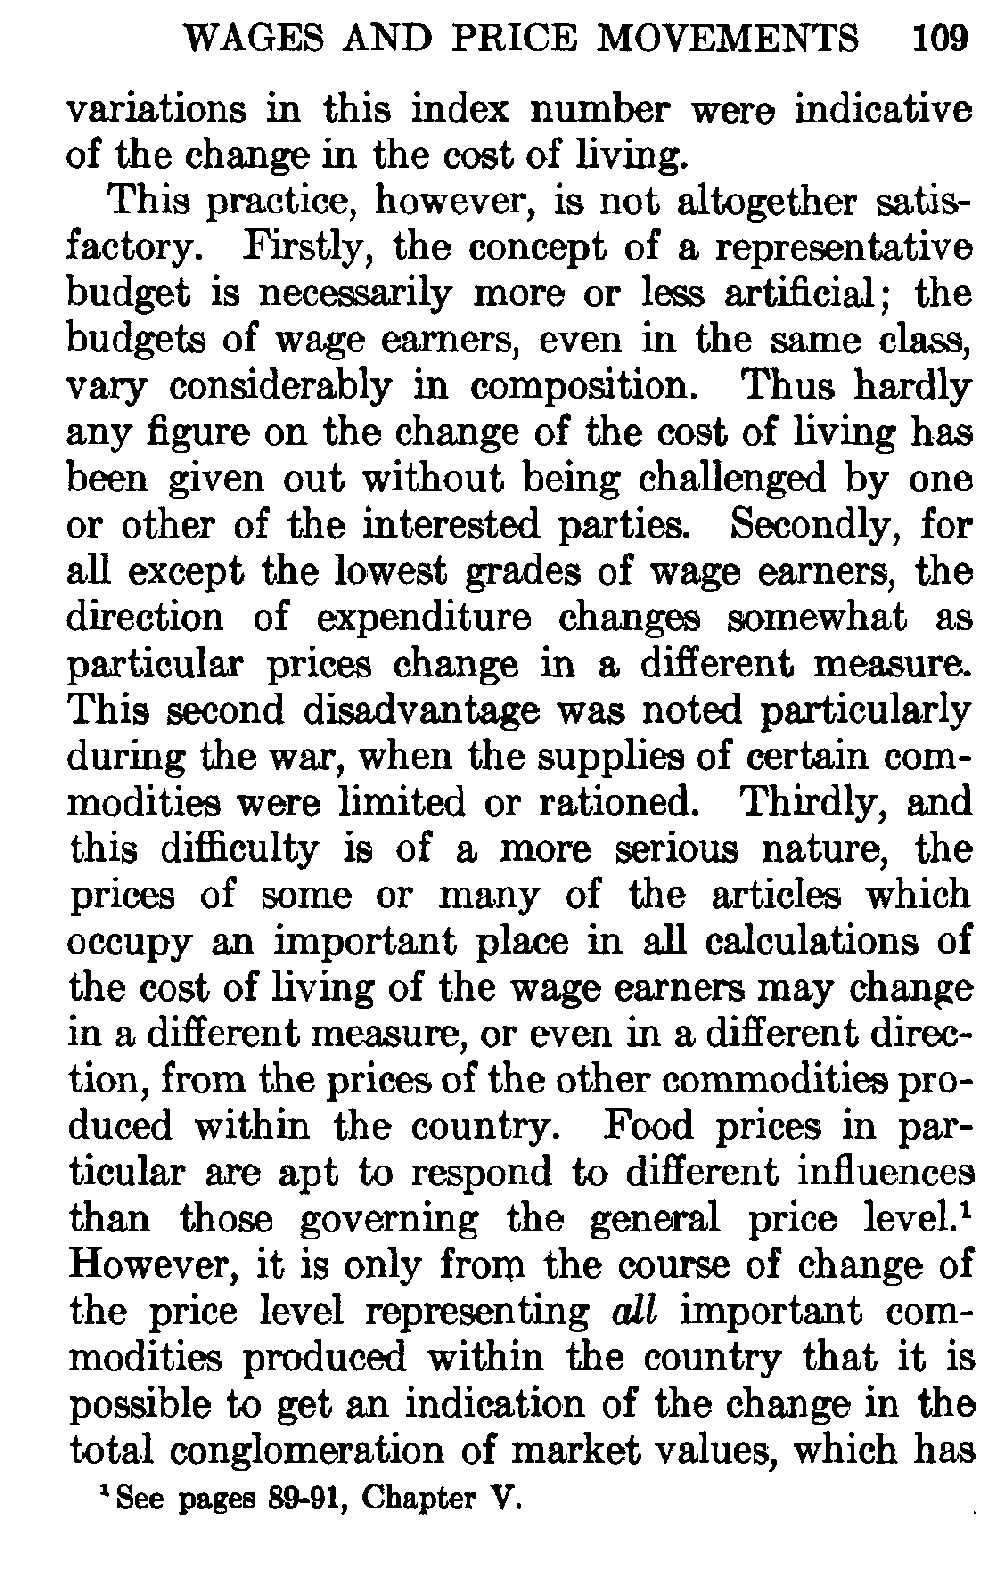 WAGES AND PRICE MOVEMENTS 109
variations in this index number were indicative
of the change in the cost of living.
This practice, however, is not altogether satis-
factory. Firstly, the concept of a representative
budget is necessarily more or less artificial; the
budgets of wage earners, even in the same class,
vary considerably in composition. Thus hardly
any figure on the change of the cost of living has
been given out without being challenged by one
or other of the interested parties. Secondly, for
all except the lowest grades of wage earners, the
direction of expenditure changes somewhat as
particular prices change in a different measure.
This second disadvantage was noted particularly
during the war, when the supplies of certain com-
modities were limited or rationed. Thirdly, and
this difficulty is of a more serious nature, the
prices of some or many of the articles which
occupy an important place in all calculations of
the cost of living of the wage earners may change
in a different measure, or even in a different direc-
tion, from the prices of the other commodities pro-
duced within the country. Food prices in par-
ticular are apt to respond to different influences
than those governing the general price level.¹
However, it is only from the course of change of
the price level representing all important com-
modities produced within the country that it is
possible to get an indication of the change in the
total conglomeration of market values, which has
¹ See pages 89-91, Chapter V.